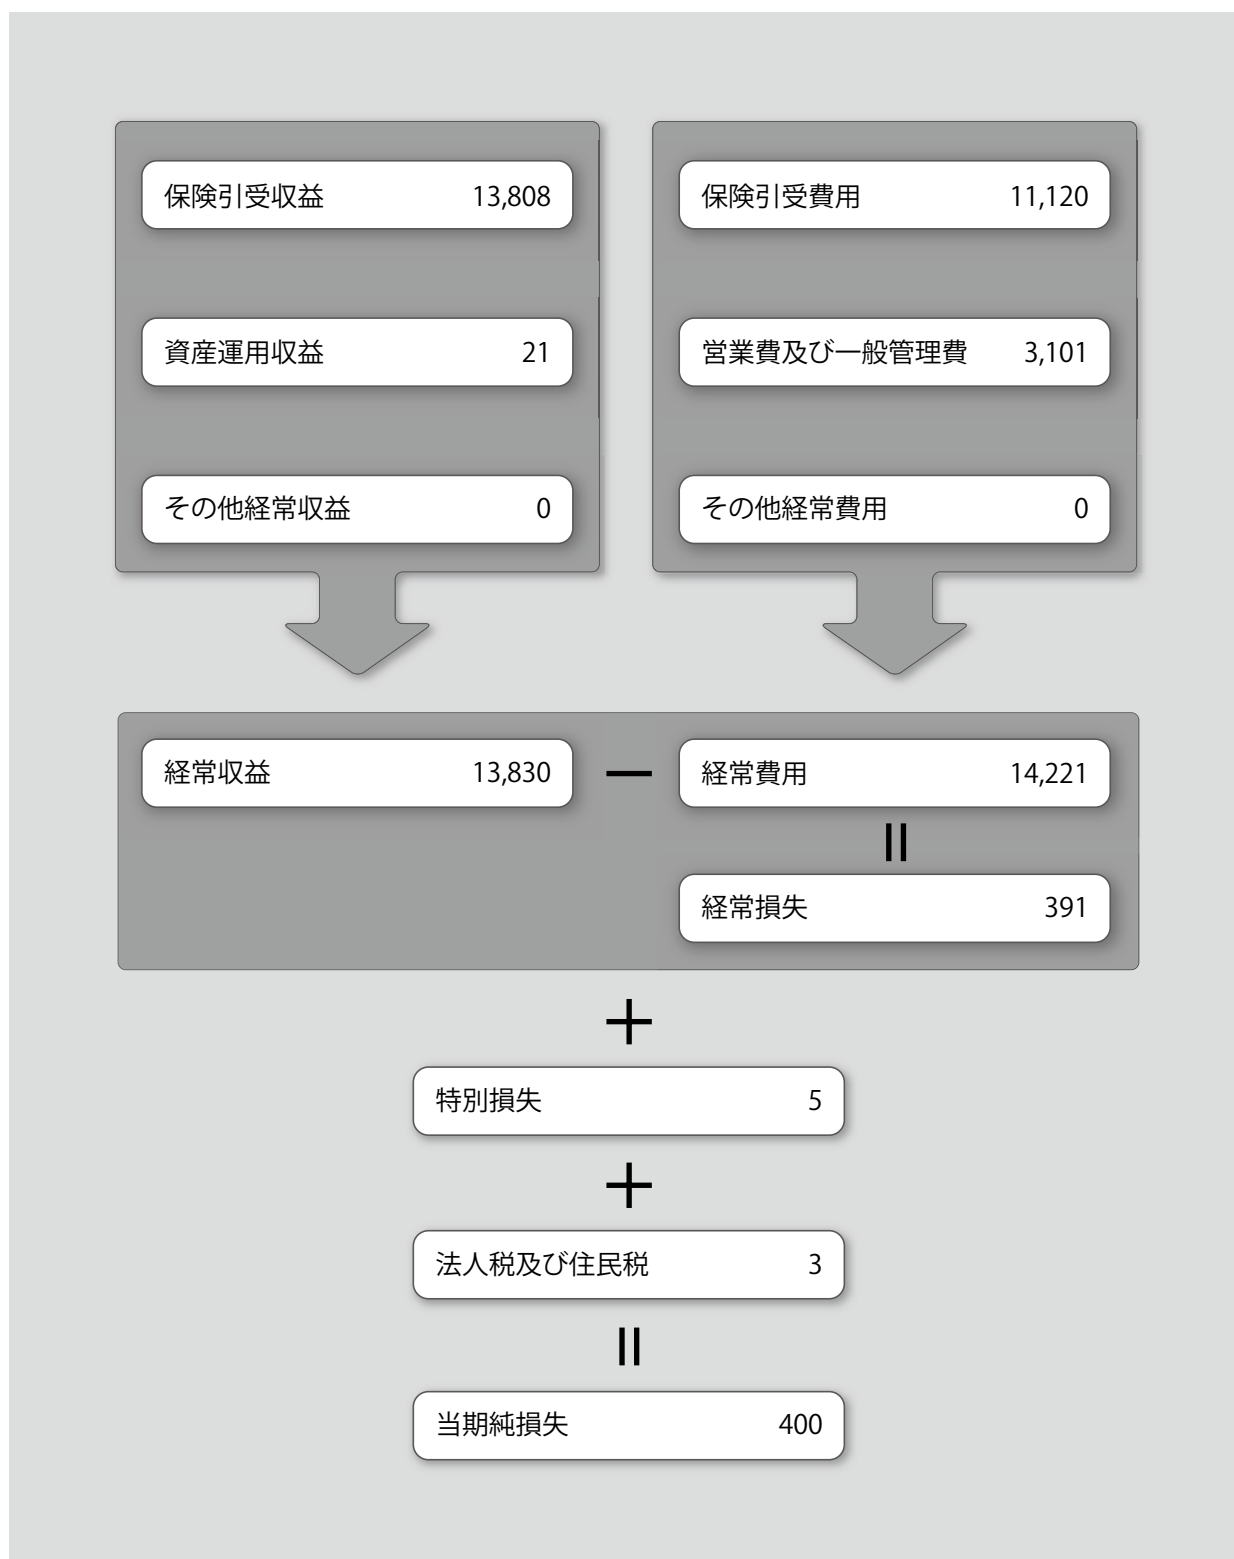 保険引受収益 13,808
資産運用収益 21
その他経常収益 0
保険引受費用 11,120
営業費及び一般管理費 3,101
その他経常費用 0
経常収益 13,830 － 経常費用 14,221
＝
経常損失 391
＋
特別損失 5
＋
法人税及び住民税 3
＝
当期純損失 400